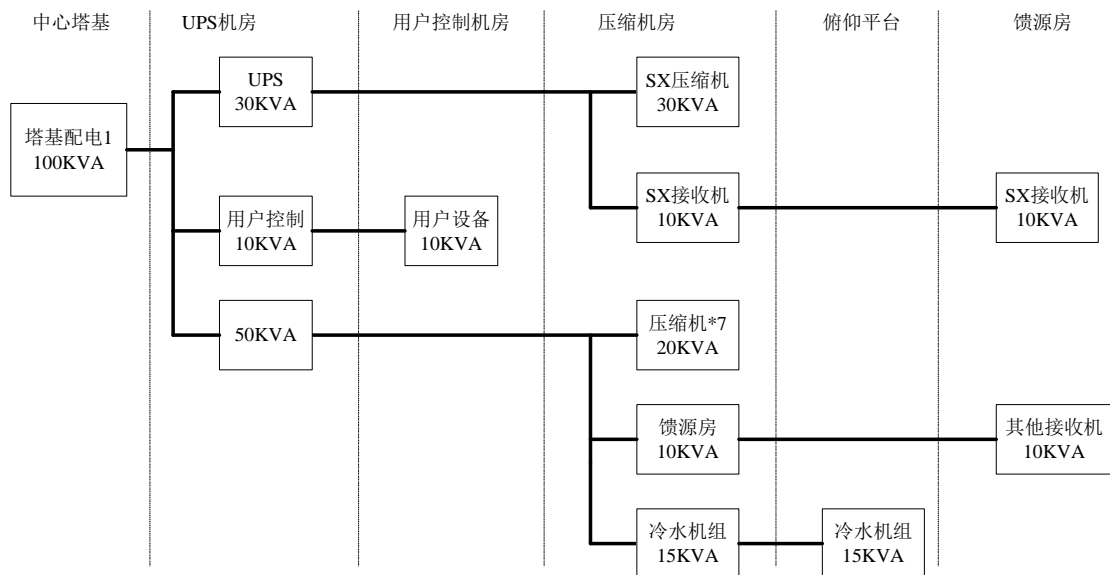 中心塔基
UPS机房
用户控制机房
压缩机房
俯仰平台
馈源房
UPS
30KVA
SX压缩机
30KVA
塔基配电1
100KVA
SX接收机
10KVA
SX接收机
10KVA
用户控制
10KVA
用户设备
10KVA
50KVA
压缩机*7
20KVA
馈源房
10KVA
其他接收机
10KVA
冷水机组
15KVA
冷水机组
15KVA